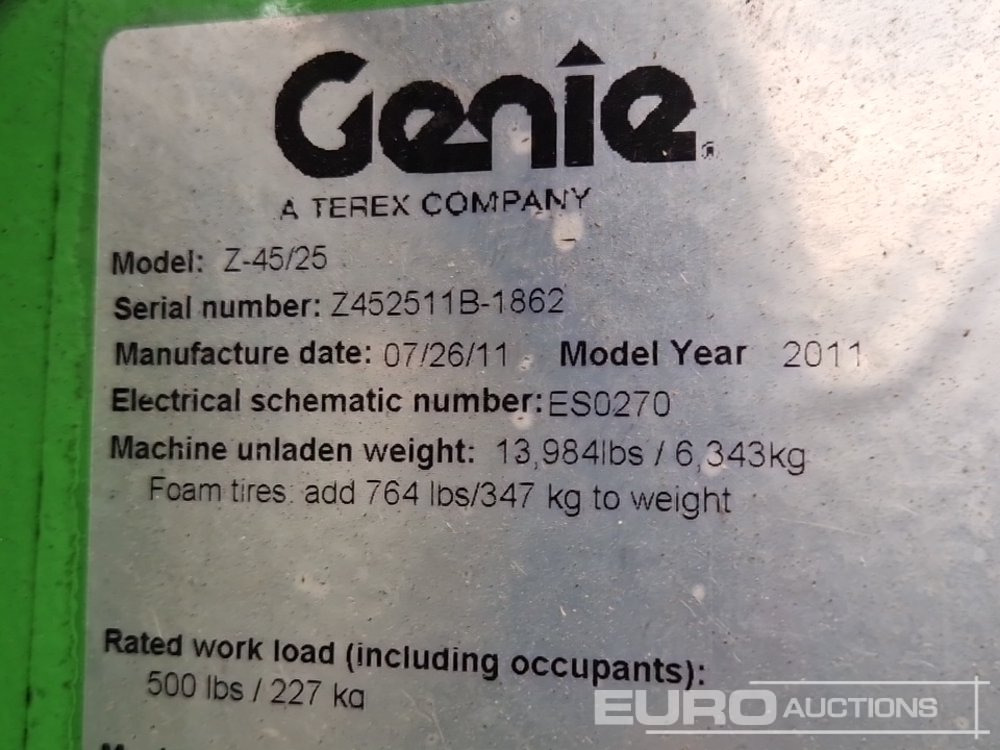 Genie
A TEREX COMPANY
Model: Z-45/25
Serial number: Z452511B-1862
Manufacture date: 07/26/11 Model Year 2011
Electrical schematic number: ES0270
Machine unladen weight: 13,984lbs / 6,343kg
Foam tires: add 764 lbs/347 kg to weight
Rated work load (including occupants):
500 lbs / 227 kg
EURO AUCTIONS